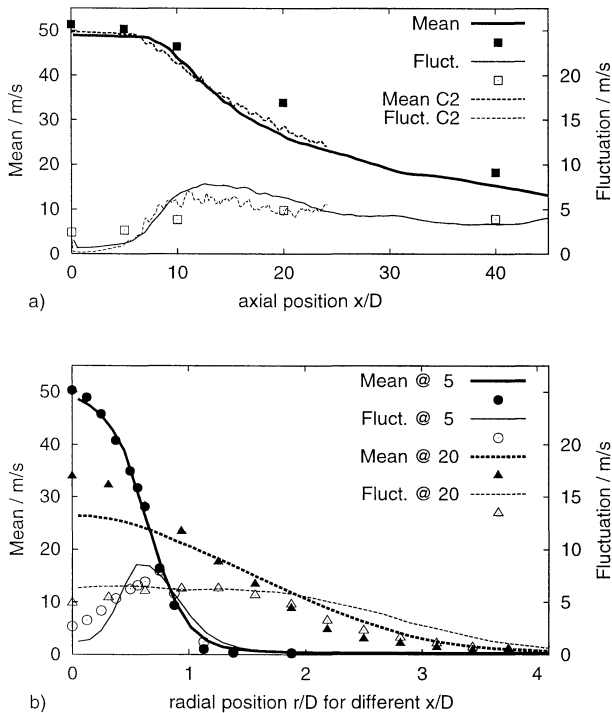 50
40
30
20
10
0
Mean / m/s
Mean
Fluct.
Mean C2
Fluct. C2
20
15
10
5
0
Fluctuation / m/s
0
10
20
30
40
axial position x/D
a)
50
40
30
20
10
0
Mean / m/s
Mean @ 5
Fluct. @ 5
Mean @ 20
Fluct. @ 20
20
15
10
5
0
Fluctuation / m/s
0
1
2
3
4
radial position r/D for different x/D
b)